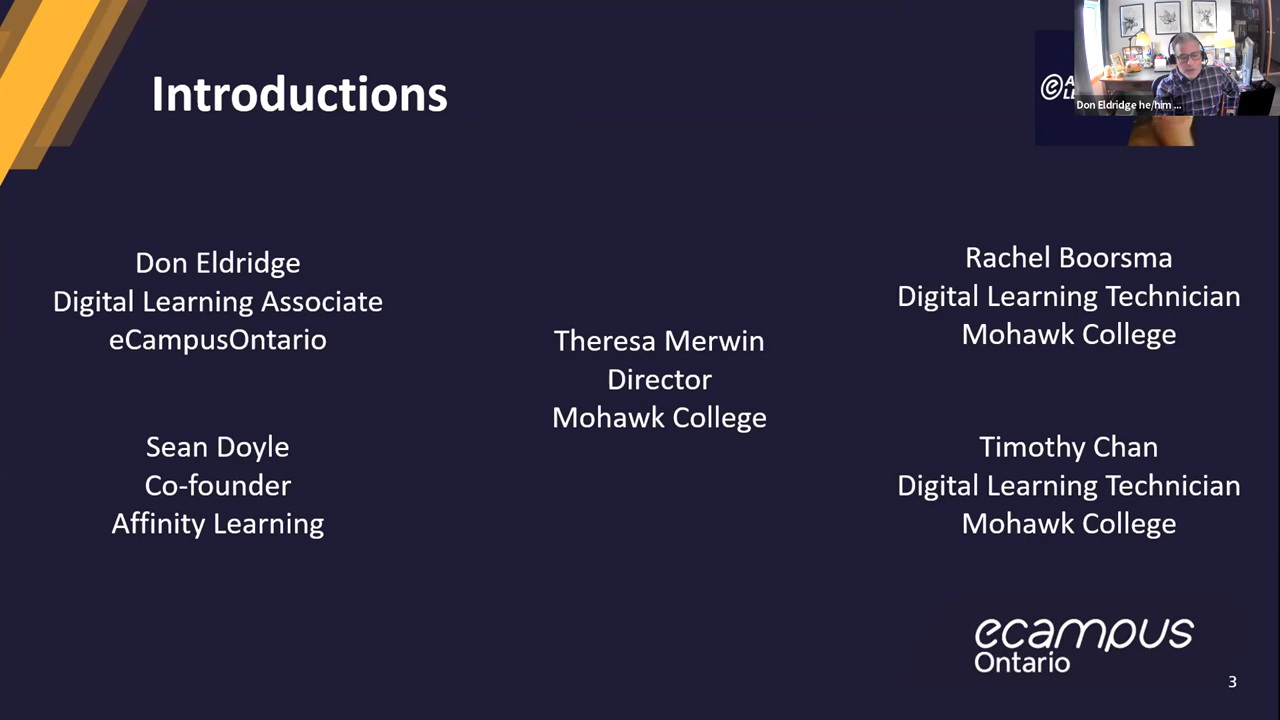 Introductions
Don Eldridge he/him ...
Don Eldridge
Digital Learning Associate
eCampusOntario
Sean Doyle
Co-founder
Affinity Learning
Theresa Merwin
Director
Mohawk College
Rachel Boorsma
Digital Learning Technician
Mohawk College
Timothy Chan
Digital Learning Technician
Mohawk College
ecampus
Ontario
3